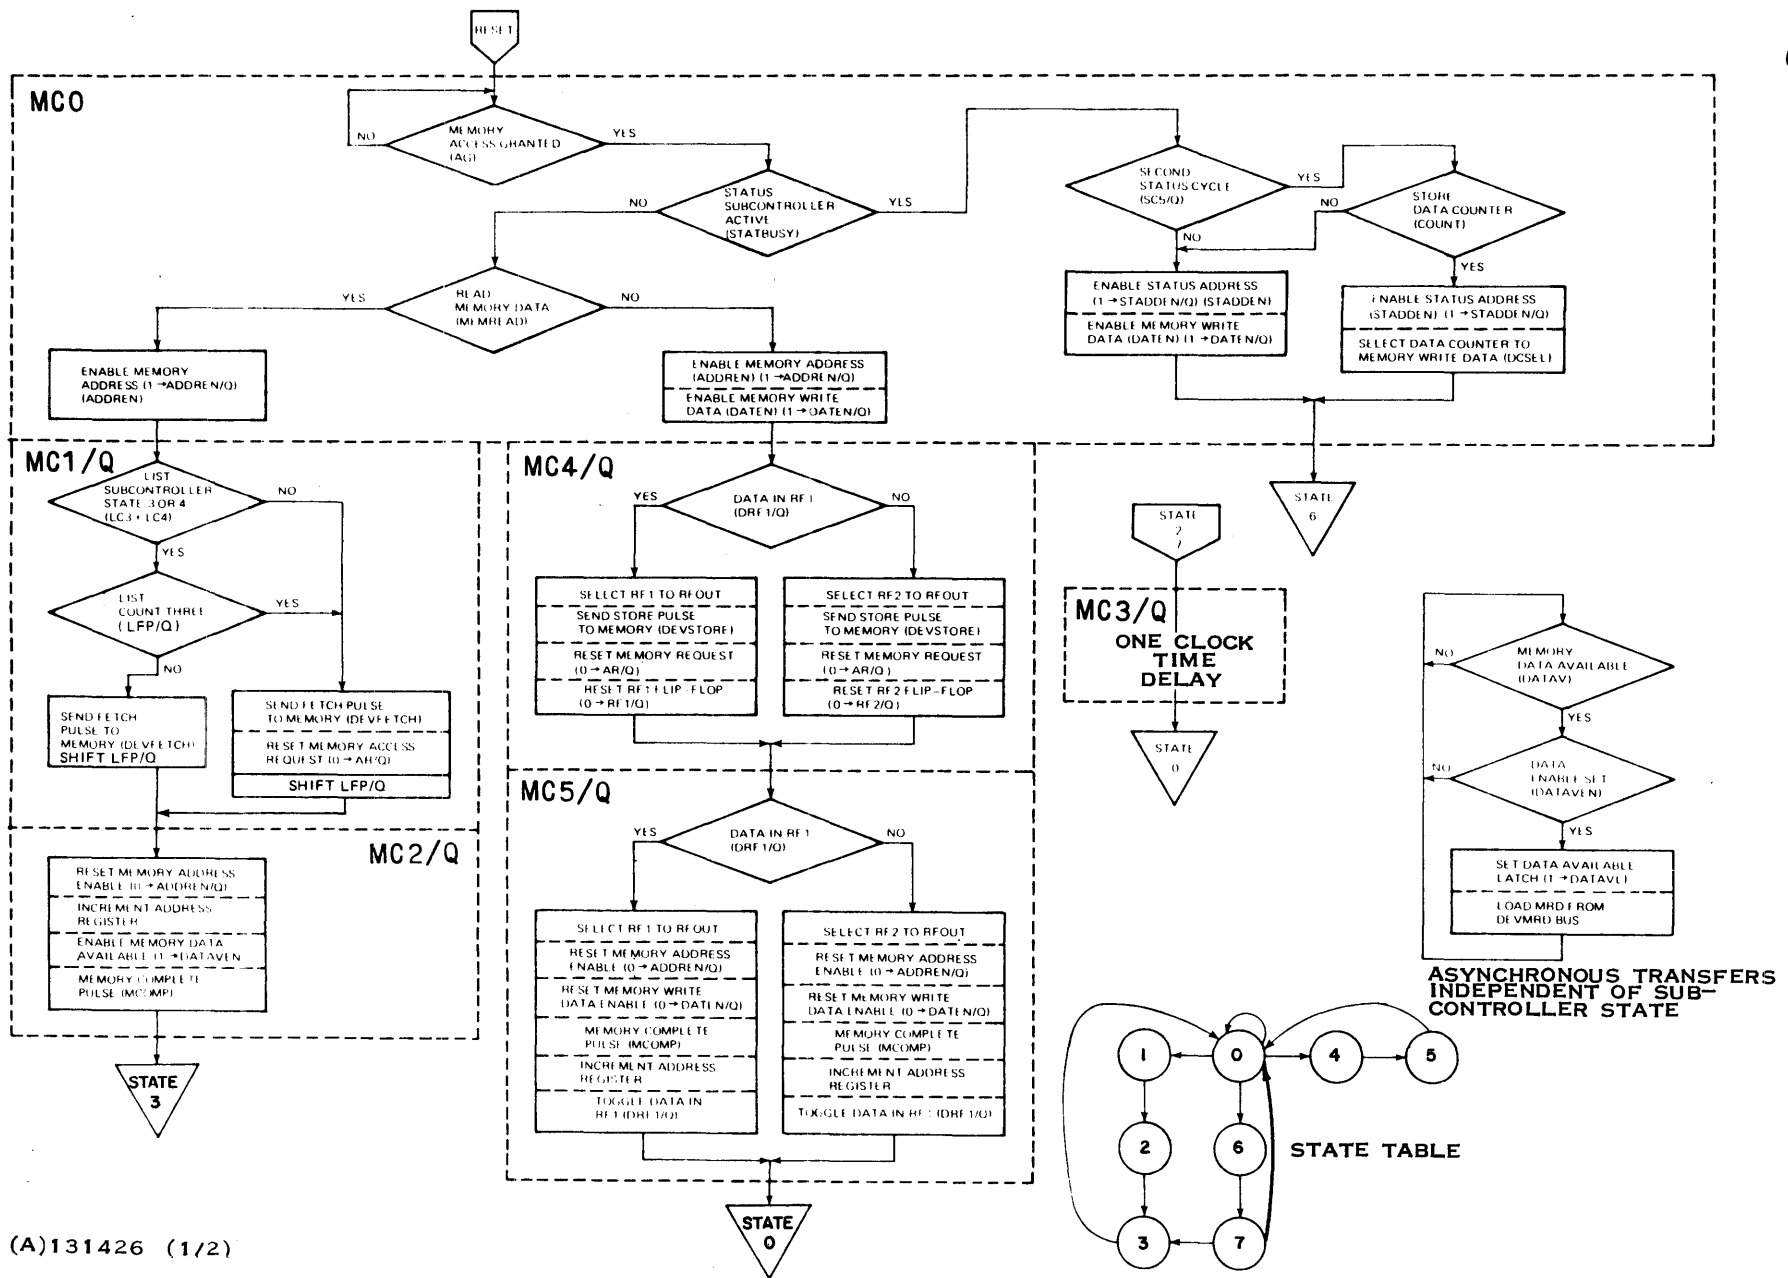 RESET
MC0
MEMORY
ACCESS GRANTED
(AG)
NO
YES
STATUS
SUBCONTROLLER
ACTIVE
(STATBUSY)
NO
YES
SECOND
STATUS CYCLE
(SC5/Q)
YES
NO
STORE
DATA COUNTER
(COUNT)
NO
YES
READ
MEMORY DATA
(MEMREAD)
YES
NO
ENABLE MEMORY
ADDRESS (1→ADDREN/Q)
(ADDREN)
ENABLE MEMORY ADDRESS
(ADDREN) (1→ADDREN/Q)
ENABLE MEMORY WRITE
DATA (DATEN) (1→DATEN/Q)
ENABLE STATUS ADDRESS
(1→STADDEN/Q) (STADDEN)
ENABLE MEMORY WRITE
DATA (DATEN) (1→DATEN/Q)
ENABLE STATUS ADDRESS
(STADDEN) (1→STADDEN/Q)
SELECT DATA COUNTER TO
MEMORY WRITE DATA (DCSEL)
STATE
6
MC1/Q
LIST
SUBCONTROLLER
STATE 3 OR 4
(LC3 + LC4)
NO
YES
LIST
COUNT THREE
(LFP/Q)
YES
NO
SEND FETCH
PULSE TO
MEMORY (DEVFETCH)
SHIFT LFP/Q
SEND FETCH PULSE
TO MEMORY (DEVFETCH)
RESET MEMORY ACCESS
REQUEST (0→AR/Q)
SHIFT LFP/Q
MC2/Q
RESET MEMORY ADDRESS
ENABLE (0→ADDREN/Q)
INCREMENT ADDRESS
REGISTER
ENABLE MEMORY DATA
AVAILABLE (1→DATAVEN
MEMORY COMPLETE
PULSE (MCOMP)
STATE
3
MC4/Q
DATA IN RF1
(DRF1/Q)
YES
NO
SELECT RF1 TO RFOUT
SEND STORE PULSE
TO MEMORY (DEVSTORE)
RESET MEMORY REQUEST
(0→AR/Q)
RESET RF1 FLIP-FLOP
(0→RF1/Q)
SELECT RF2 TO RFOUT
SEND STORE PULSE
TO MEMORY (DEVSTORE)
RESET MEMORY REQUEST
(0→AR/Q)
RESET RF2 FLIP-FLOP
(0→RF2/Q)
MC5/Q
DATA IN RF1
(DRF1/Q)
YES
NO
SELECT RF1 TO RFOUT
RESET MEMORY ADDRESS
ENABLE (0→ADDREN/Q)
RESET MEMORY WRITE
DATA ENABLE (0→DATEN/Q)
MEMORY COMPLETE
PULSE (MCOMP)
INCREMENT ADDRESS
REGISTER
TOGGLE DATA IN
RF1 (DRF1/Q)
SELECT RF2 TO RFOUT
RESET MEMORY ADDRESS
ENABLE (0→ADDREN/Q)
RESET MEMORY WRITE
DATA ENABLE (0→DATEN/Q)
MEMORY COMPLETE
PULSE (MCOMP)
INCREMENT ADDRESS
REGISTER
TOGGLE DATA IN (DRF1/Q)
STATE
0
STATE
2
7
MC3/Q
ONE CLOCK
TIME
DELAY
STATE
0
MEMORY
DATA AVAILABLE
(DATAV)
NO
YES
DATA
ENABLE SET
(DATAVEN)
NO
YES
SET DATA AVAILABLE
LATCH (1→DATAVL)
LOAD MRD FROM
DEVMRD BUS
ASYNCHRONOUS TRANSFERS
INDEPENDENT OF SUB-
CONTROLLER STATE
1 0 4 5
2 6
STATE TABLE
3 7
(A)131426 (1/2)